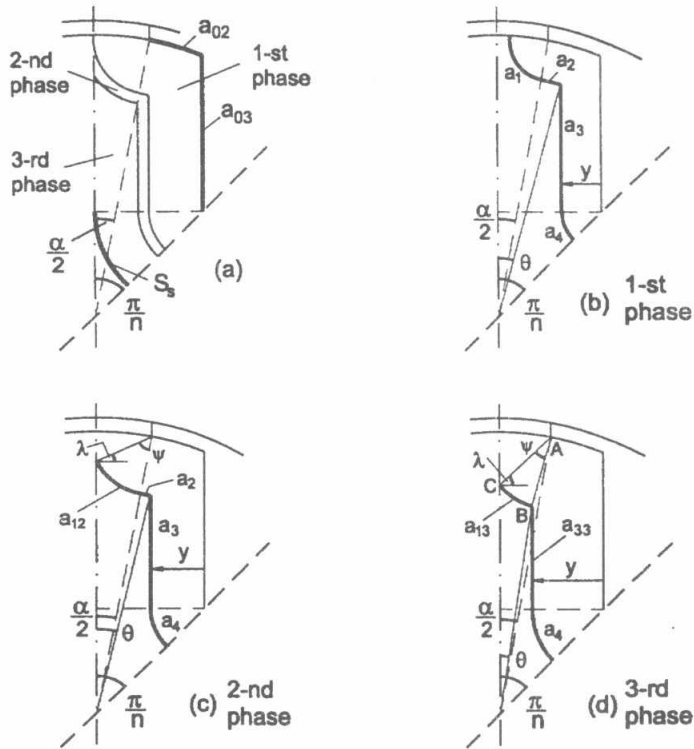 a₀₂
2-nd
phase
1-st
phase
a₀₃
3-rd
phase
α/2
Sₛ
π/n
(a)
a₁
a₂
a₃
y
α/2
a₄
θ
π/n
(b) 1-st
phase
λ
ψ
a₂
a₁₂
a₃
y
α/2
θ
a₄
π/n
(c) 2-nd
phase
A
ψ
λ
C
B
a₁₃
a₃₃
y
α/2
a₄
θ
π/n
(d) 3-rd
phase